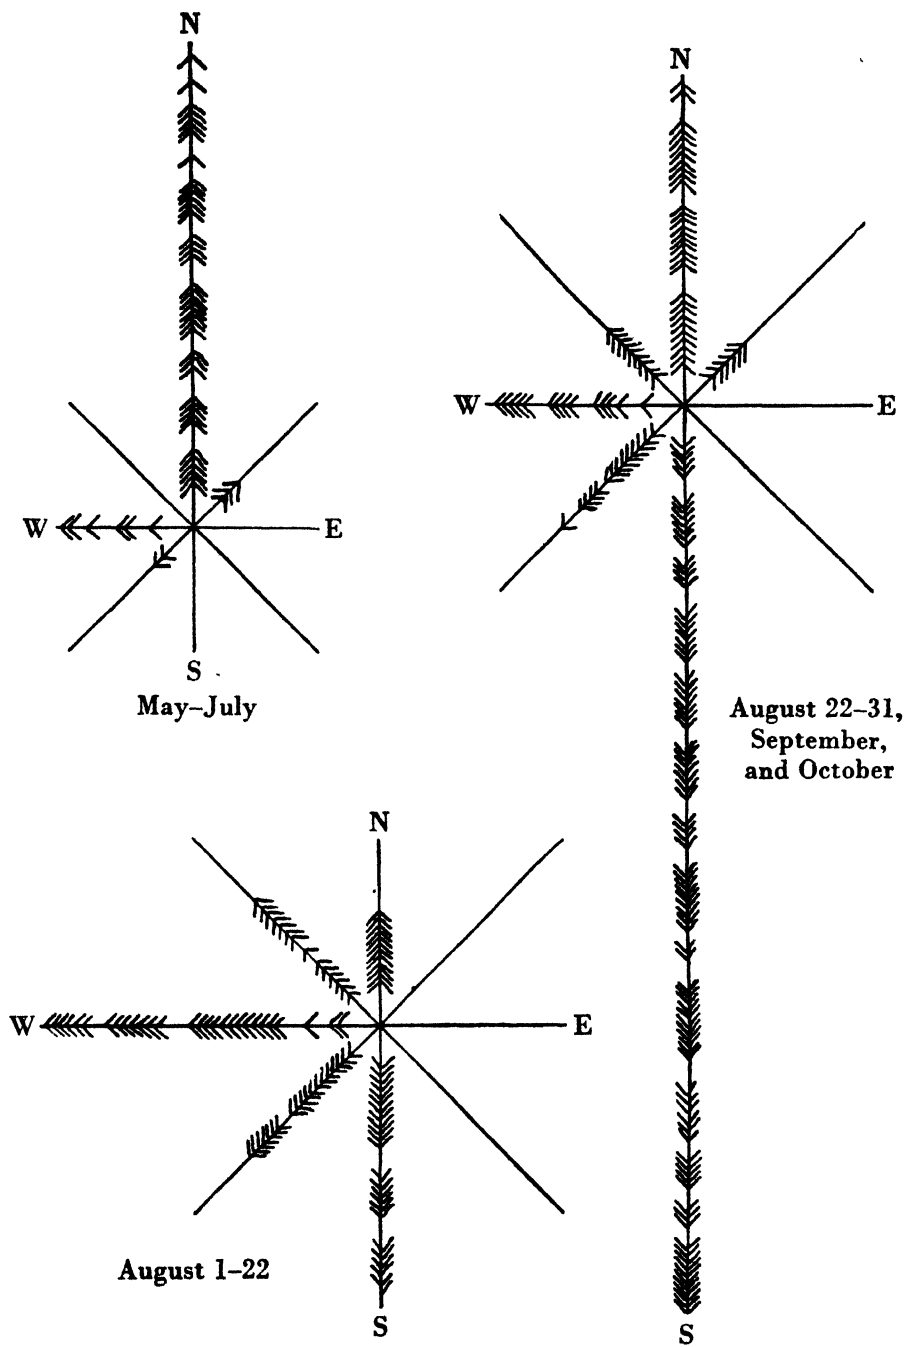 N
W
E
S
May–July
N
W
E
August 22–31,
September,
and October
S
N
W
E
August 1–22
S